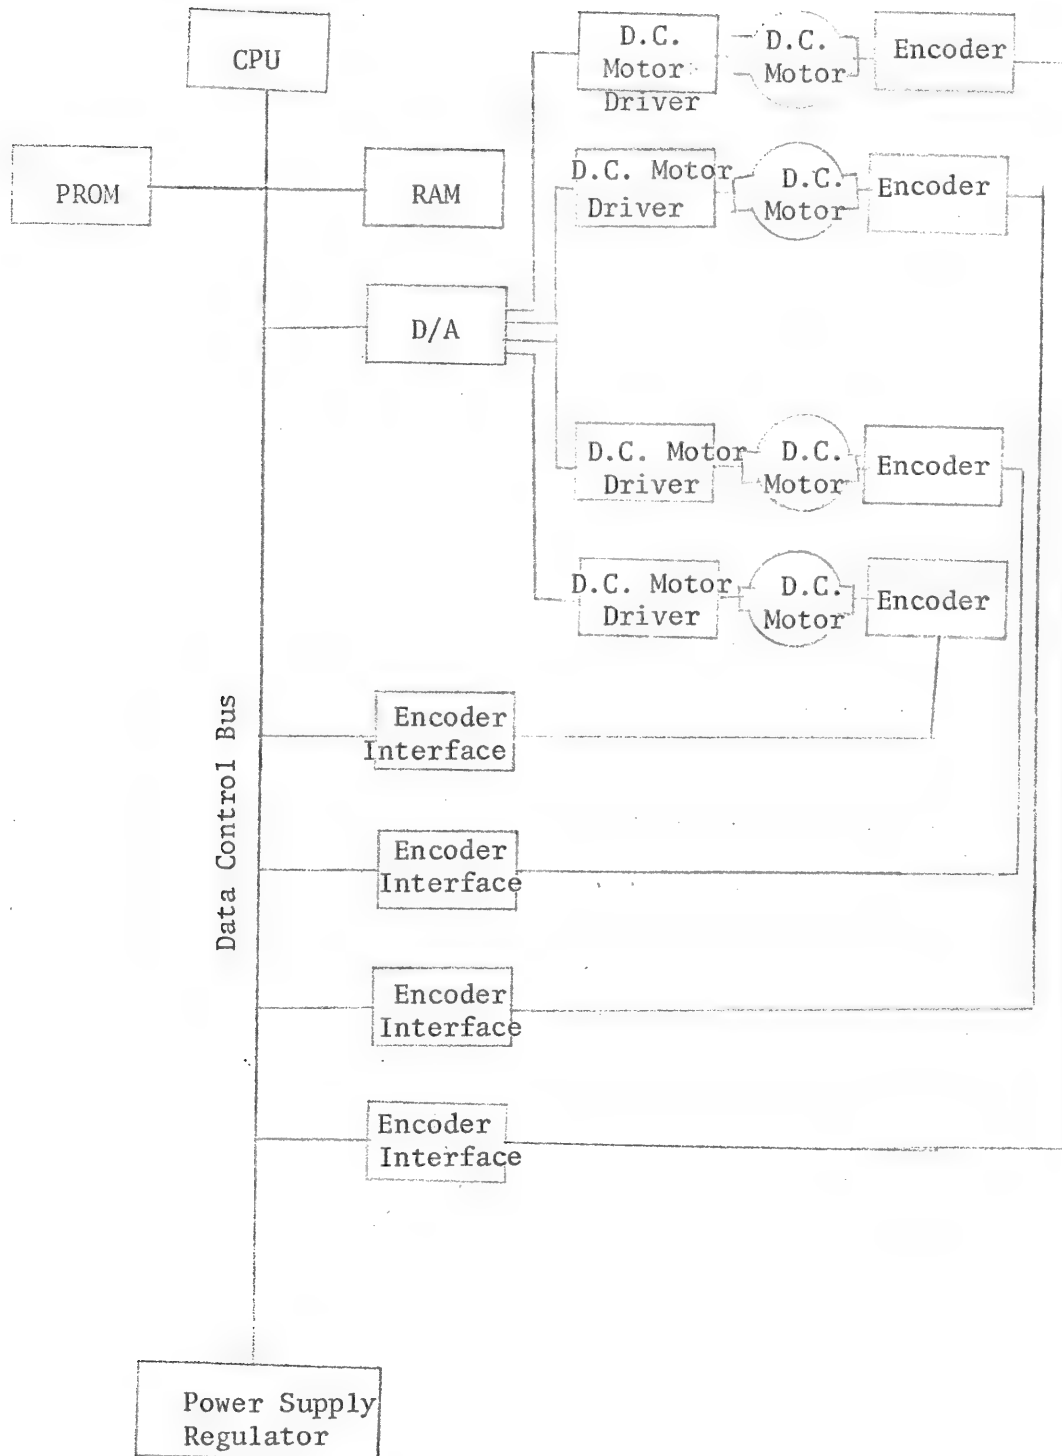 CPU
D.C.
Motor
Driver
D.C.
Motor
Encoder
PROM
RAM
D.C. Motor
Driver
D.C.
Motor
Encoder
D/A
D.C. Motor
Driver
D.C.
Motor
Encoder
D.C. Motor
Driver
D.C.
Motor
Encoder
Data Control Bus
Encoder
Interface
Encoder
Interface
Encoder
Interface
Encoder
Interface
Power Supply
Regulator